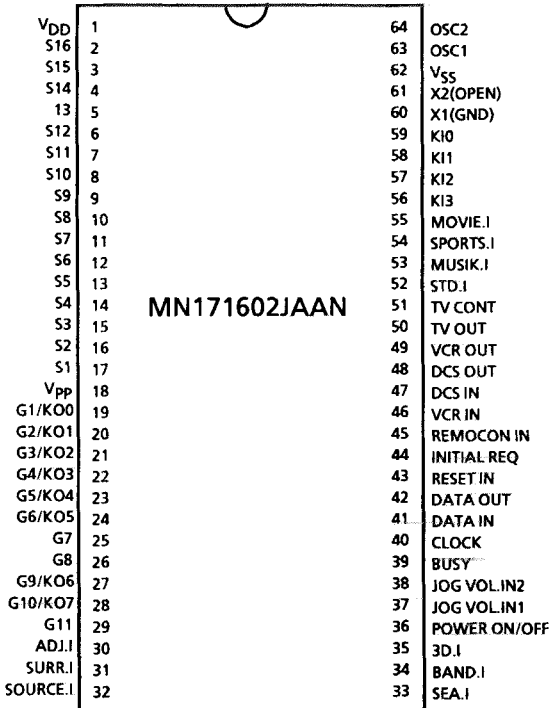 VDD 1 64 OSC2
S16 2 63 OSC1
S15 3 62 VSS
S14 4 61 X2(OPEN)
13 5 60 X1(GND)
S12 6 59 KI0
S11 7 58 KI1
S10 8 57 KI2
S9 9 56 KI3
S8 10 55 MOVIE.I
S7 11 54 SPORTS.I
S6 12 53 MUSIK.I
S5 13 52 STD.I
S4 14 MN171602JAAN 51 TV CONT
S3 15 50 TV OUT
S2 16 49 VCR OUT
S1 17 48 DCS OUT
VPP 18 47 DCS IN
G1/KO0 19 46 VCR IN
G2/KO1 20 45 REMOCON IN
G3/KO2 21 44 INITIAL REQ
G4/KO3 22 43 RESET IN
G5/KO4 23 42 DATA OUT
G6/KO5 24 41 DATA IN
G7 25 40 CLOCK
G8 26 39 BUSY
G9/KO6 27 38 JOG VOL.IN2
G10/KO7 28 37 JOG VOL.IN1
G11 29 36 POWER ON/OFF
ADJ.I 30 35 3D.I
SURR.I 31 34 BAND.I
SOURCE.I 32 33 SEA.I